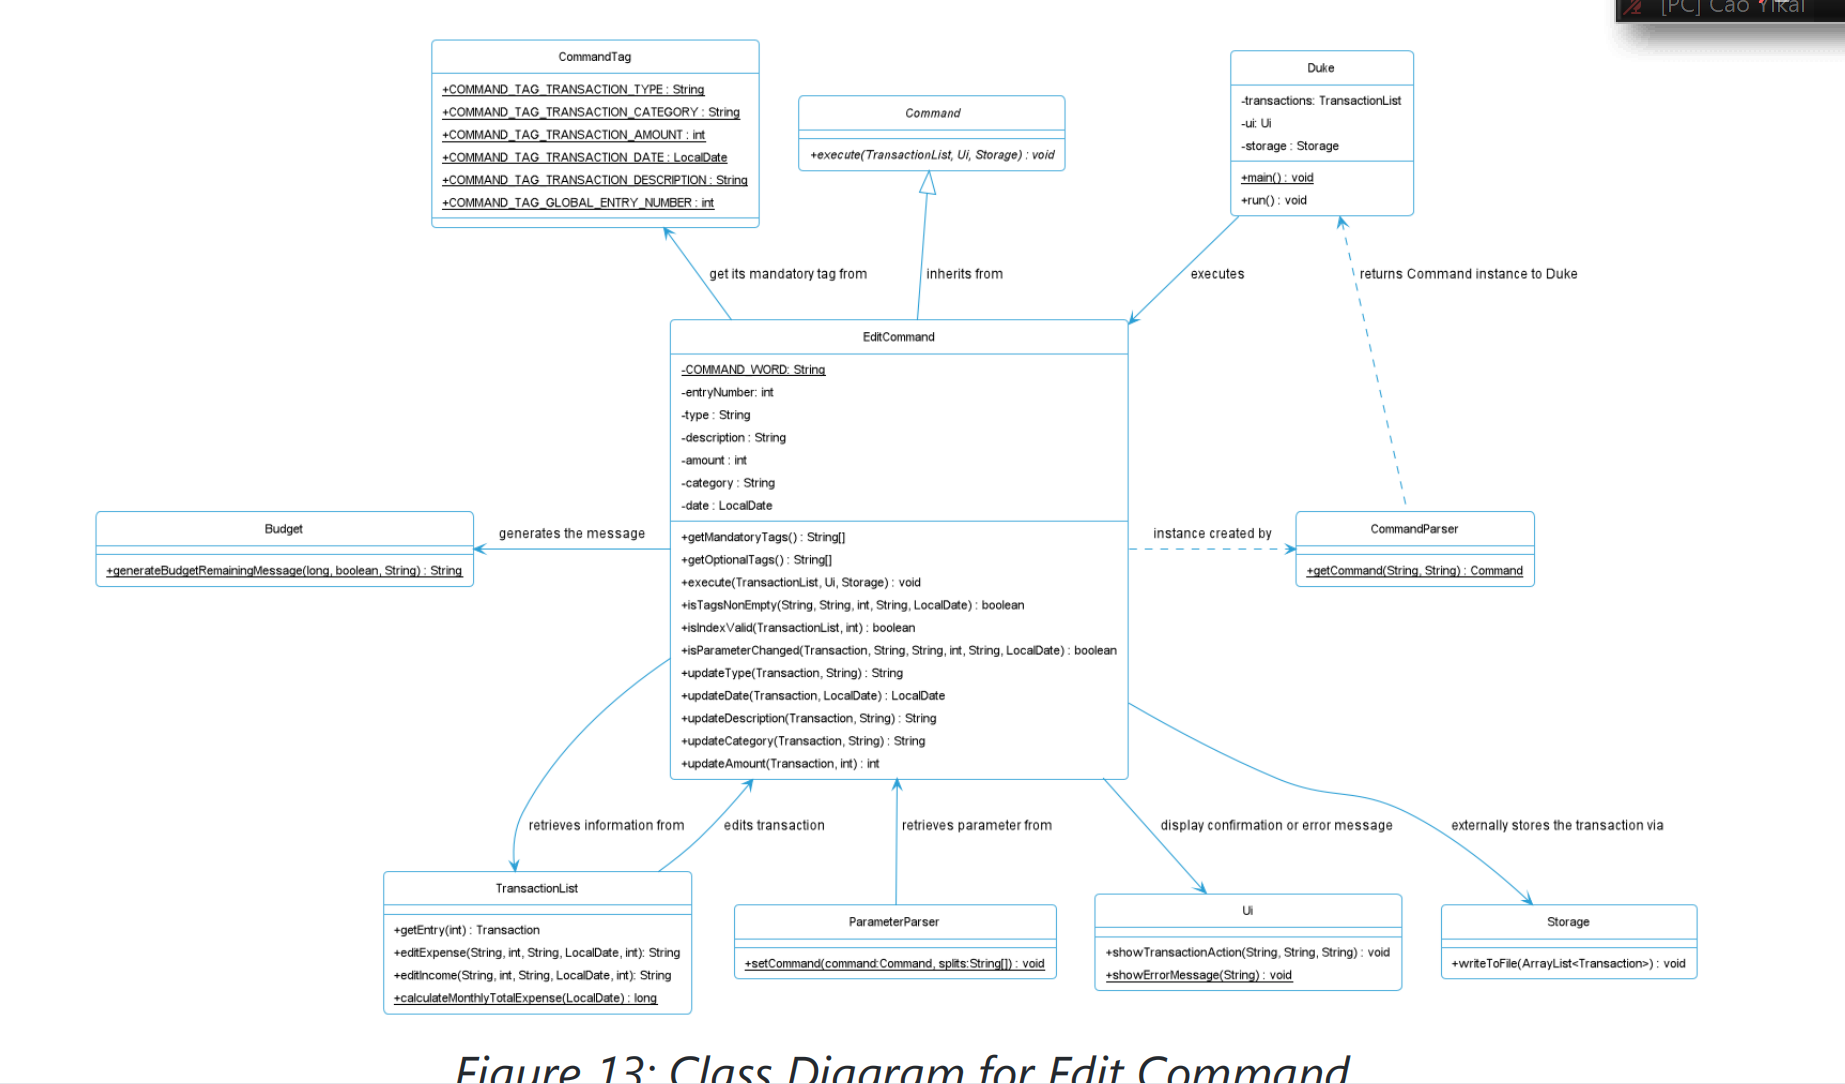 [PC] Cao Yikai
CommandTag
+COMMAND_TAG_TRANSACTION_TYPE : String
+COMMAND_TAG_TRANSACTION_CATEGORY : String
+COMMAND_TAG_TRANSACTION_AMOUNT : int
+COMMAND_TAG_TRANSACTION_DATE : LocalDate
+COMMAND_TAG_TRANSACTION_DESCRIPTION : String
+COMMAND_TAG_GLOBAL_ENTRY_NUMBER : int
Command
+execute(TransactionList, Ui, Storage) : void
Duke
-transactions: TransactionList
-ui: Ui
-storage : Storage
+main() : void
+run() : void
get its mandatory tag from
inherits from
executes
returns Command instance to Duke
EditCommand
-COMMAND_WORD: String
-entryNumber: int
-type : String
-description : String
-amount : int
-category : String
-date : LocalDate
+getMandatoryTags() : String[]
+getOptionalTags() : String[]
+execute(TransactionList, Ui, Storage) : void
+isTagsNonEmpty(String, String, int, String, LocalDate) : boolean
+isIndexValid(TransactionList, int) : boolean
+isParameterChanged(Transaction, String, String, int, String, LocalDate) : boolean
+updateType(Transaction, String) : String
+updateDate(Transaction, LocalDate) : LocalDate
+updateDescription(Transaction, String) : String
+updateCategory(Transaction, String) : String
+updateAmount(Transaction, int) : int
Budget
+generateBudgetRemainingMessage(long, boolean, String) : String
generates the message
instance created by
CommandParser
+getCommand(String, String) : Command
retrieves information from
edits transaction
retrieves parameter from
display confirmation or error message
externally stores the transaction via
TransactionList
+getEntry(int) : Transaction
+editExpense(String, int, String, LocalDate, int): String
+editIncome(String, int, String, LocalDate, int): String
+calculateMonthlyTotalExpense(LocalDate) : long
ParameterParser
+setCommand(command:Command, splits:String[]) : void
Ui
+showTransactionAction(String, String, String) : void
+showErrorMessage(String) : void
Storage
+writeToFile(ArrayList<Transaction>) : void
Figure 13: Class Diagram for Edit Command